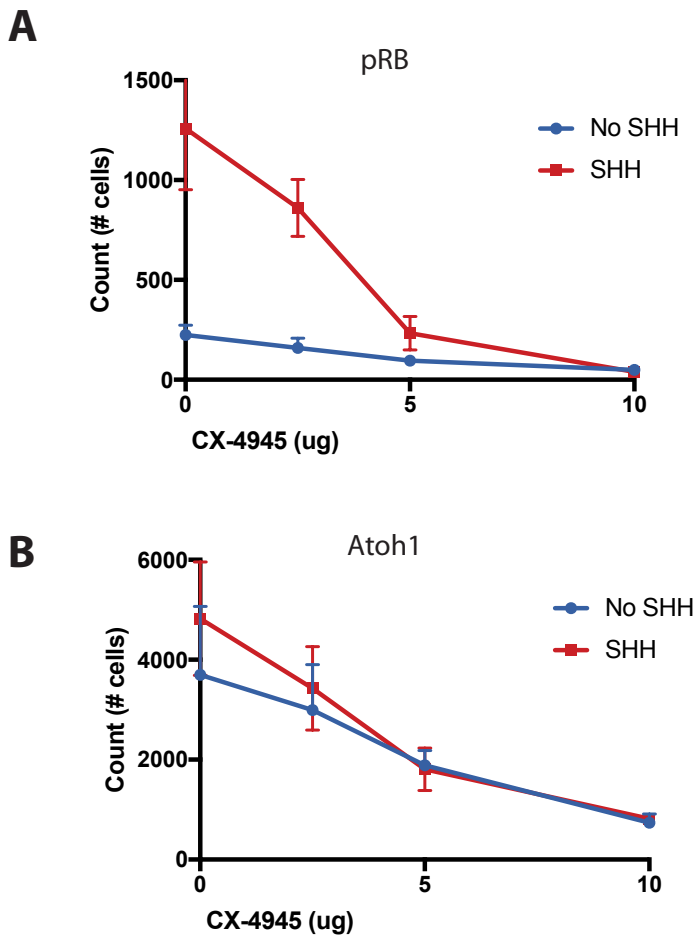 A
pRB
1500
1000
500
0
Count (# cells)
No SHH
SHH
0 5 10
CX-4945 (ug)
B
Atoh1
6000
4000
2000
0
Count (# cells)
No SHH
SHH
0 5 10
CX-4945 (ug)